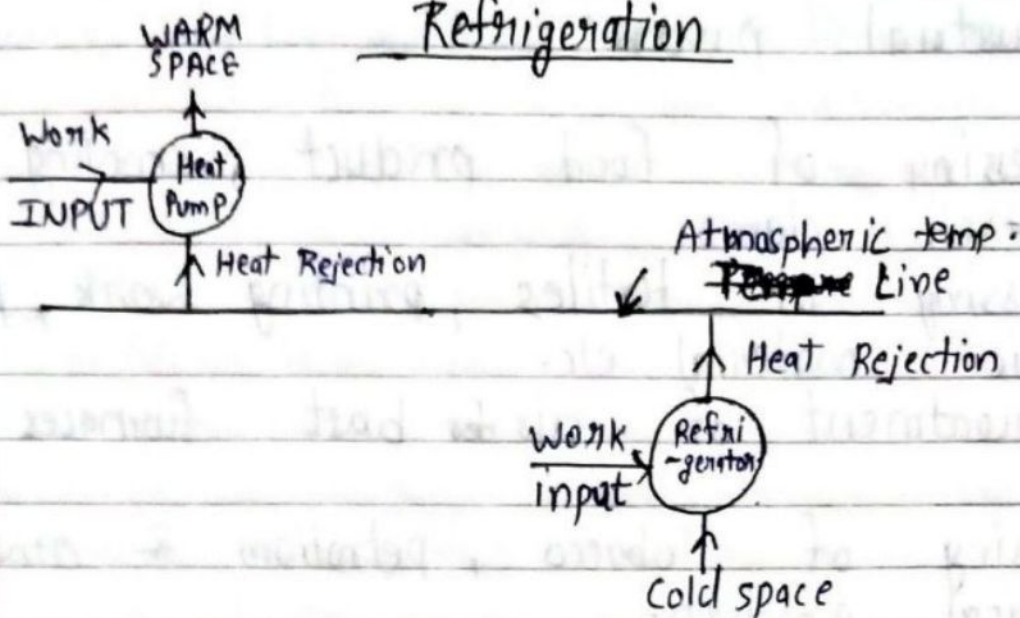 Refrigeration
WARM
SPACE
Work
INPUT
Heat
Pump
Heat Rejection
Atmospheric temp.
Line
Heat Rejection
Work
input
Refri
-gerator
Cold space